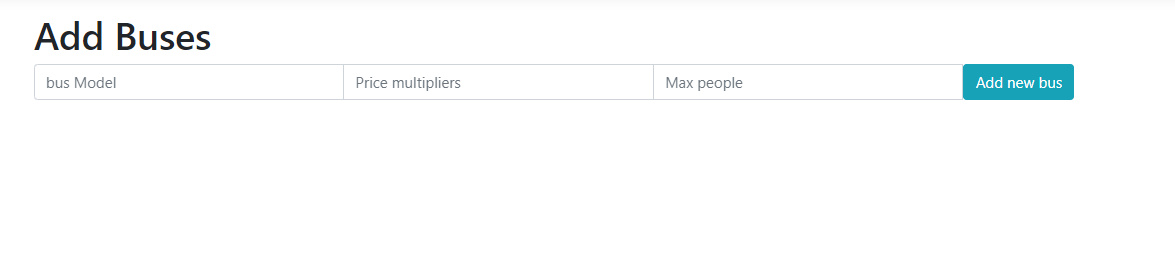 Add Buses
bus Model Price multipliers Max people Add new bus